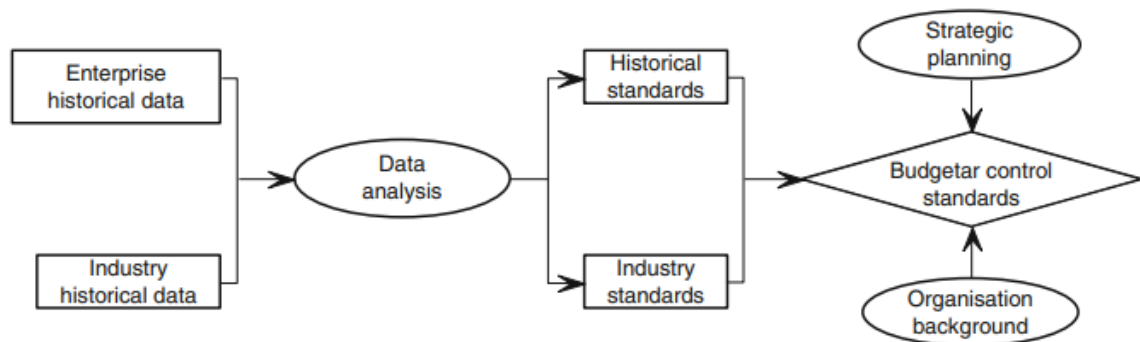 Enterprise
historical data
Industry
historical data
Data
analysis
Historical
standards
Industry
standards
Strategic
planning
Budgetar control
standards
Organisation
background